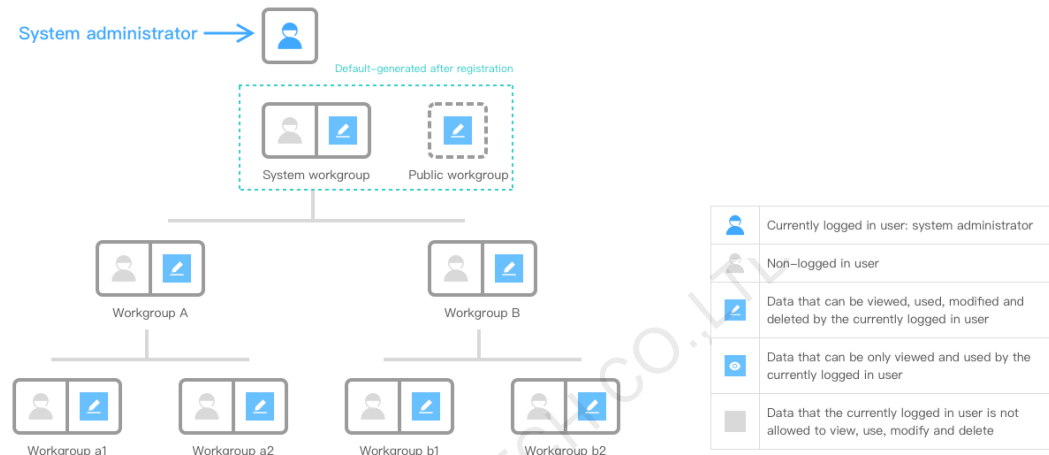 System administrator
Default-generated after registration
System workgroup
Public workgroup
Workgroup A
Workgroup B
Workgroup a1
Workgroup a2
Workgroup b1
Workgroup b2
Currently logged in user: system administrator
Non-logged in user
Data that can be viewed, used, modified and
deleted by the currently logged in user
Data that can be only viewed and used by the
currently logged in user
Data that the currently logged in user is not
allowed to view, use, modify and delete